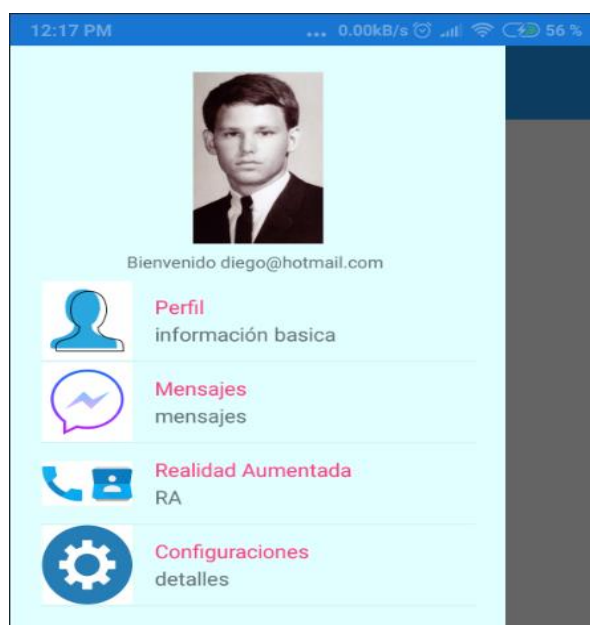 12:17 PM ... 0.00kB/s 56 %
Bienvenido diego@hotmail.com
Perfil
información basica
Mensajes
mensajes
Realidad Aumentada
RA
Configuraciones
detalles